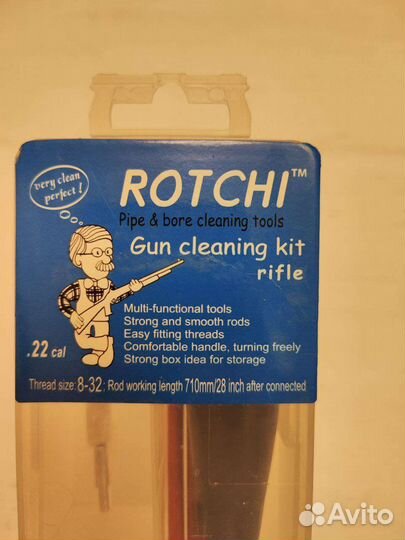 very clean
perfect !
ROTCHI™
Pipe & bore cleaning tools
Gun cleaning kit
rifle
Multi-functional tools
Strong and smooth rods
Easy fitting threads
Comfortable handle, turning freely
Strong box idea for storage
.22 cal
Thread size: 8-32: Rod working length 710mm/28 inch after connected
Avito